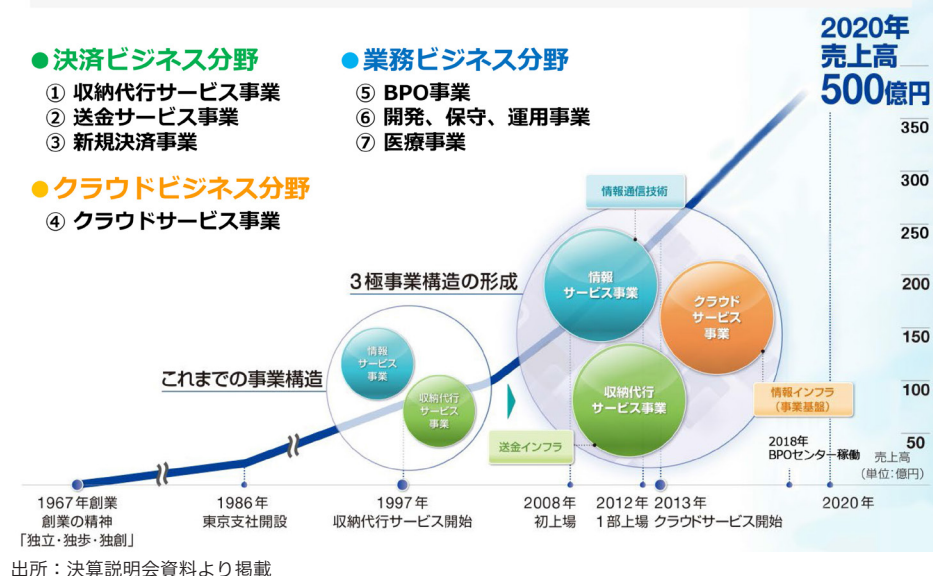 ●決済ビジネス分野
① 収納代行サービス事業
② 送金サービス事業
③ 新規決済事業
●クラウドビジネス分野
④ クラウドサービス事業
●業務ビジネス分野
⑤ BPO事業
⑥ 開発、保守、運用事業
⑦ 医療事業
2020年
売上高
500億円
350
300
250
200
150
100
50
売上高
(単位:億円)
情報通信技術
3極事業構造の形成
情報
サービス事業
クラウド
サービス
事業
収納代行
サービス事業
これまでの事業構造
情報
サービス
事業
収納代行
サービス
事業
送金インフラ
情報インフラ
(事業基盤)
2018年
BPOセンター稼働
1967年創業
創業の精神
「独立・独歩・独創」
1986年
東京支社開設
1997年
収納代行サービス開始
2008年
初上場
2012年
1部上場
2013年
クラウドサービス開始
2020年
出所:決算説明会資料より掲載